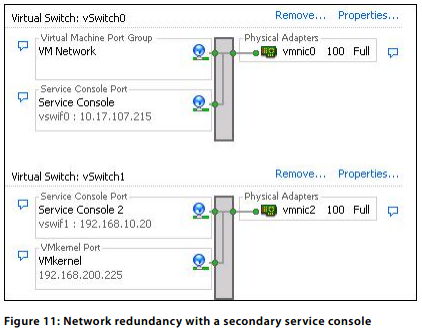 Virtual Switch: vSwitch0
Remove... Properties...
Virtual Machine Port Group
VM Network
Physical Adapters
vmnic0 100 Full
Service Console Port
Service Console
vswif0 : 10.17.107.215
Virtual Switch: vSwitch1
Remove... Properties...
Service Console Port
Service Console 2
vswif1 : 192.168.10.20
Physical Adapters
vmnic2 100 Full
VMkernel Port
VMkernel
192.168.200.225
Figure 11: Network redundancy with a secondary service console